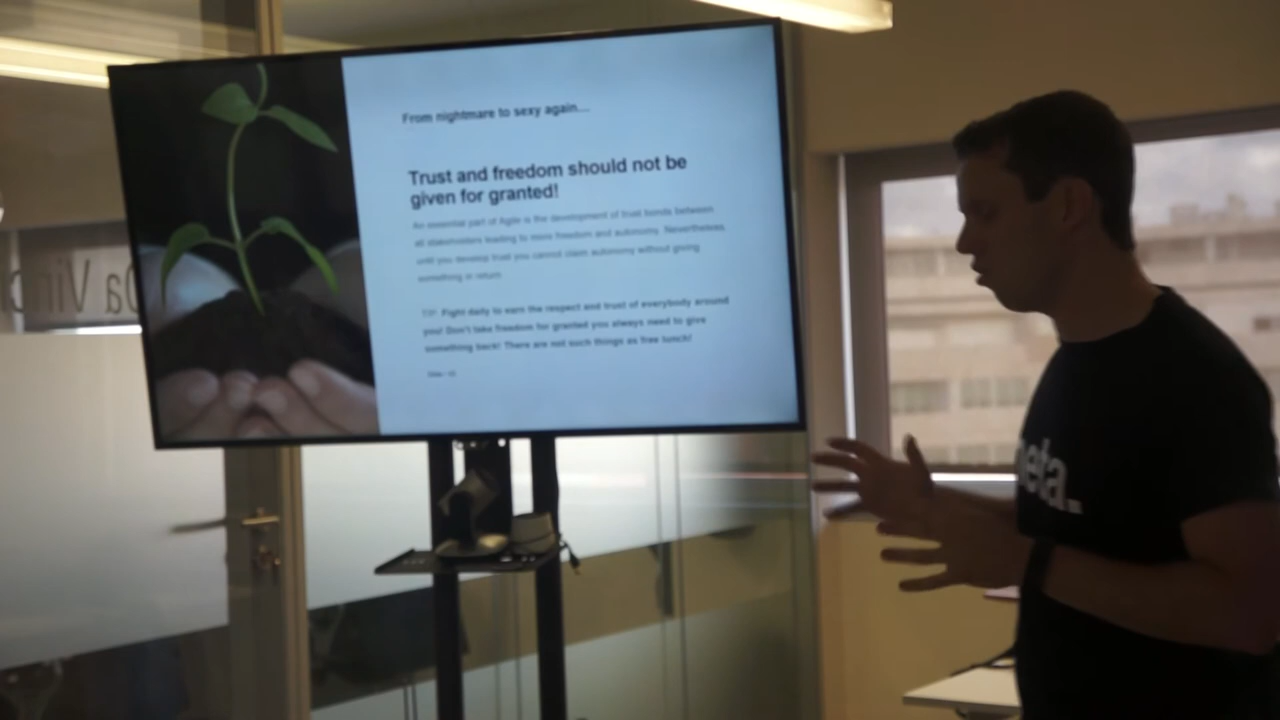 From nightmare to sexy again...
Trust and freedom should not be
given for granted!
An essential part of Agile is the development of trust bonds between
all stakeholders leading to more freedom and autonomy. Nevertheless,
until you develop trust you cannot claim autonomy without giving
something in return.
TIP: Fight daily to earn the respect and trust of everybody around
you! Don't take freedom for granted you always need to give
something back! There are not such things as free lunch!
eta.